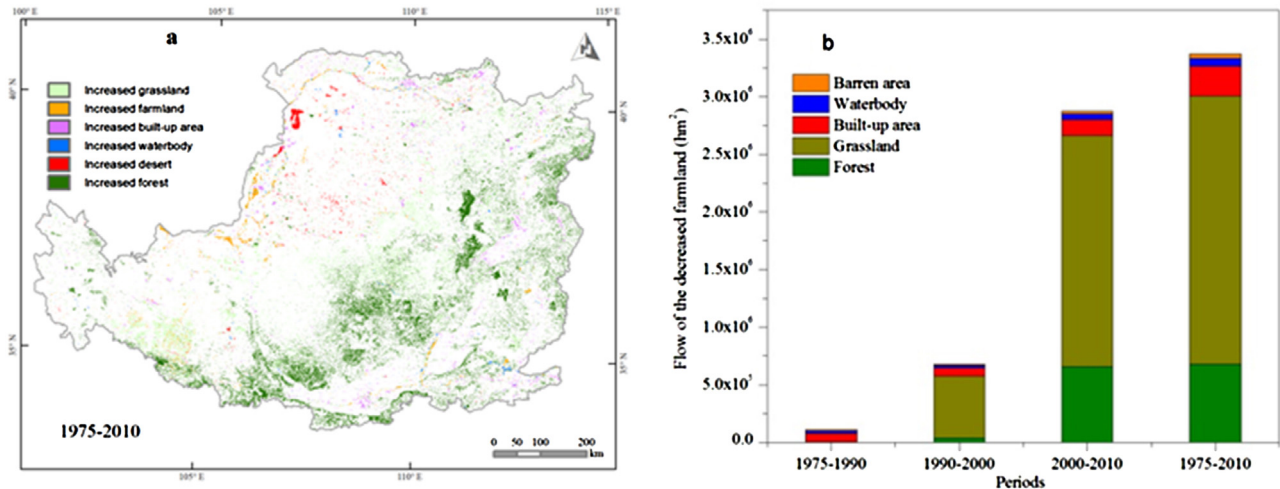 100° E
105° E
110° E
115° E
a
N
Increased grassland
Increased farmland
Increased built-up area
Increased waterbody
Increased desert
Increased forest
40° N
40° N
35° N
35° N
1975-2010
0 50 100 200
km
105° E
110° E
b
3.5x10⁶
3.0x10⁶
2.5x10⁶
2.0x10⁶
1.5x10⁶
1.0x10⁶
5.0x10⁵
0.0
Flow of the decreased farmland (hm²)
Barren area
Waterbody
Built-up area
Grassland
Forest
1975-1990
1990-2000
2000-2010
1975-2010
Periods